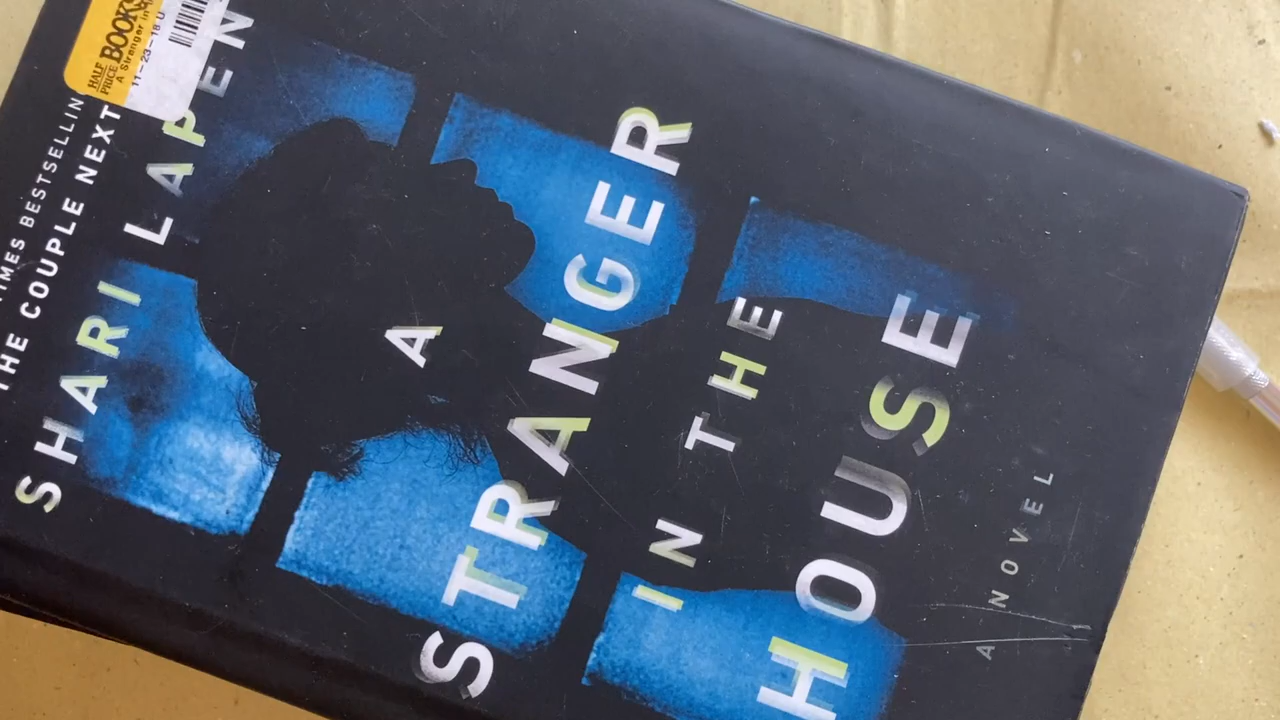 HALF
PRICE BOOKS
A Stranger in
11-23-18 U
TIMES BESTSELLIN
THE COUPLE NEXT
SHARI LAPEN
A
STRANGER
IN THE
HOUSE
A NOVEL